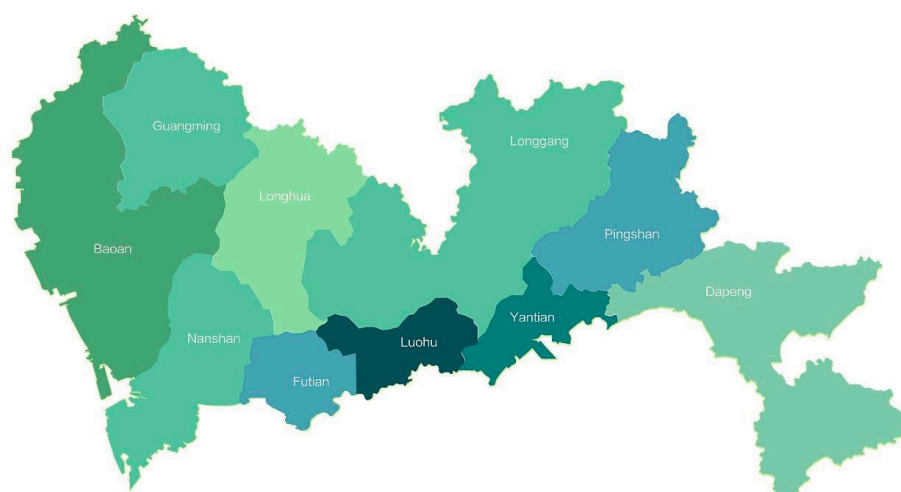 Guangming
Longgang
Longhua
Pingshan
Baoan
Dapeng
Yantian
Nanshan
Luohu
Futian